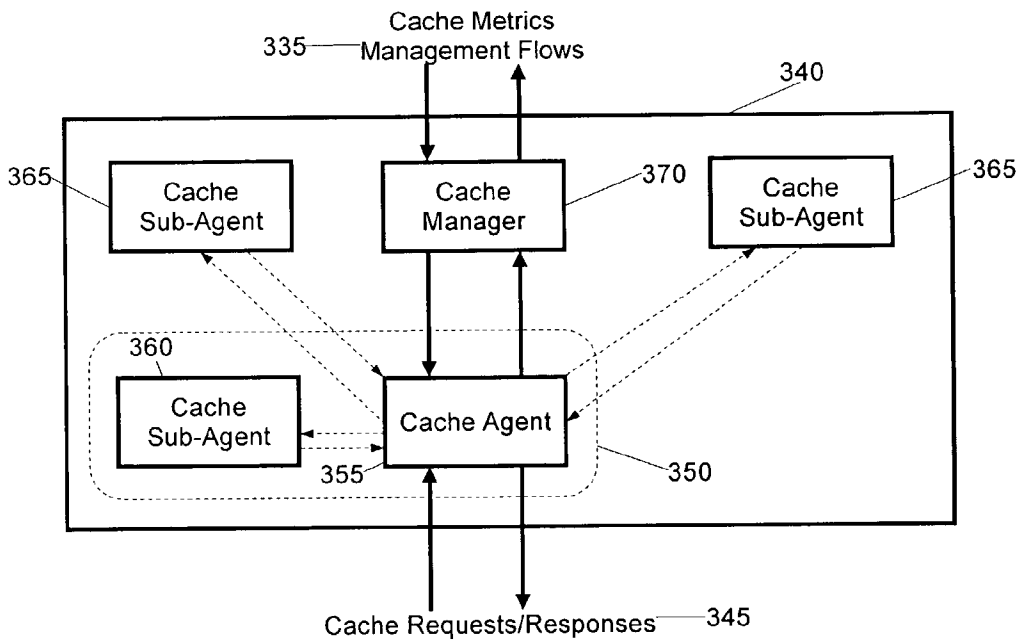 Cache Metrics
335 Management Flows
340
365
Cache
Sub-Agent
Cache
Manager
370
Cache
Sub-Agent
365
360
Cache
Sub-Agent
Cache Agent
355
350
Cache Requests/Responses 345